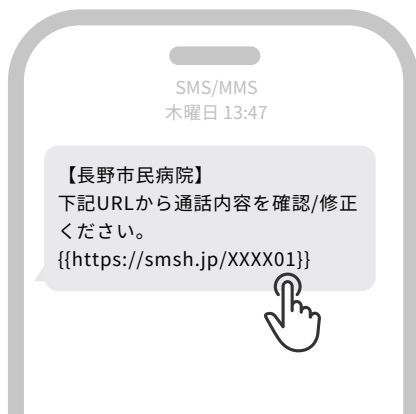 SMS/MMS
木曜日 13:47
【長野市民病院】
下記URLから通話内容を確認/修正
ください。
{{https://smsh.jp/XXXX01}}